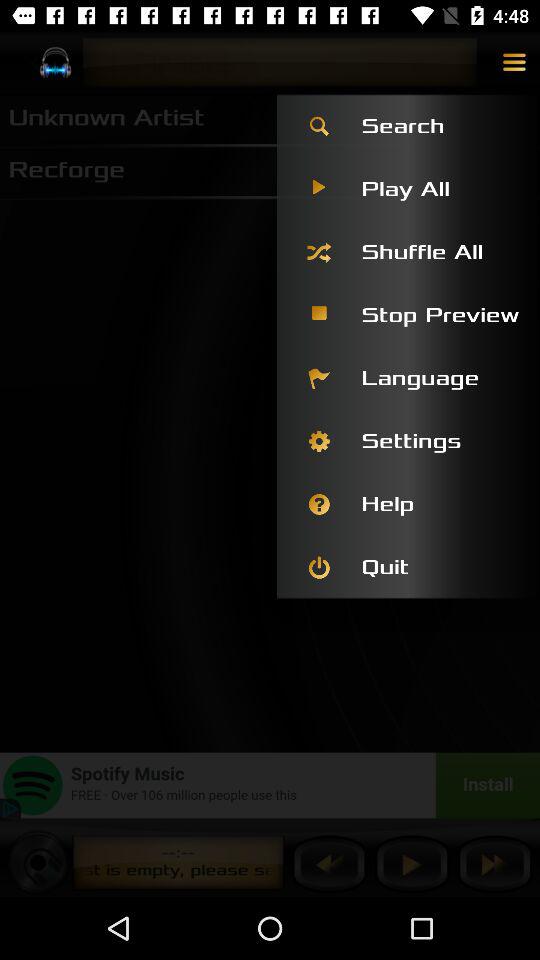 4:48
Unknown Artist
Recforge
Search
Play All
Shuffle All
Stop Preview
Language
Settings
Help
Quit
Spotify Music
FREE · Over 106 million people use this
Install
--:--
is empty, please